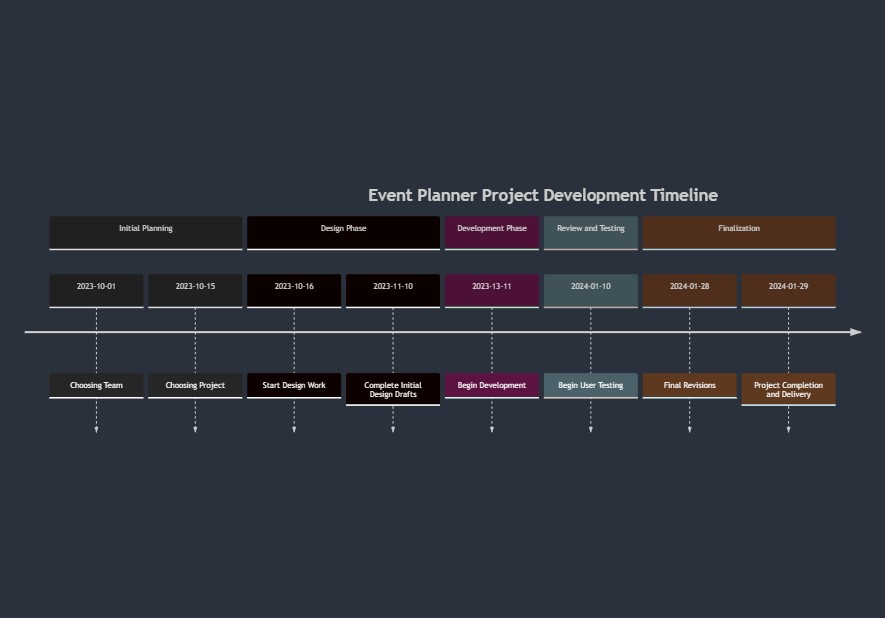 Event Planner Project Development Timeline
Initial Planning
Design Phase
Development Phase
Review and Testing
Finalization
2023-10-01
2023-10-15
2023-10-16
2023-11-10
2023-13-11
2024-01-10
2024-01-28
2024-01-29
Choosing Team
Choosing Project
Start Design Work
Complete Initial
Design Drafts
Begin Development
Begin User Testing
Final Revisions
Project Completion
and Delivery